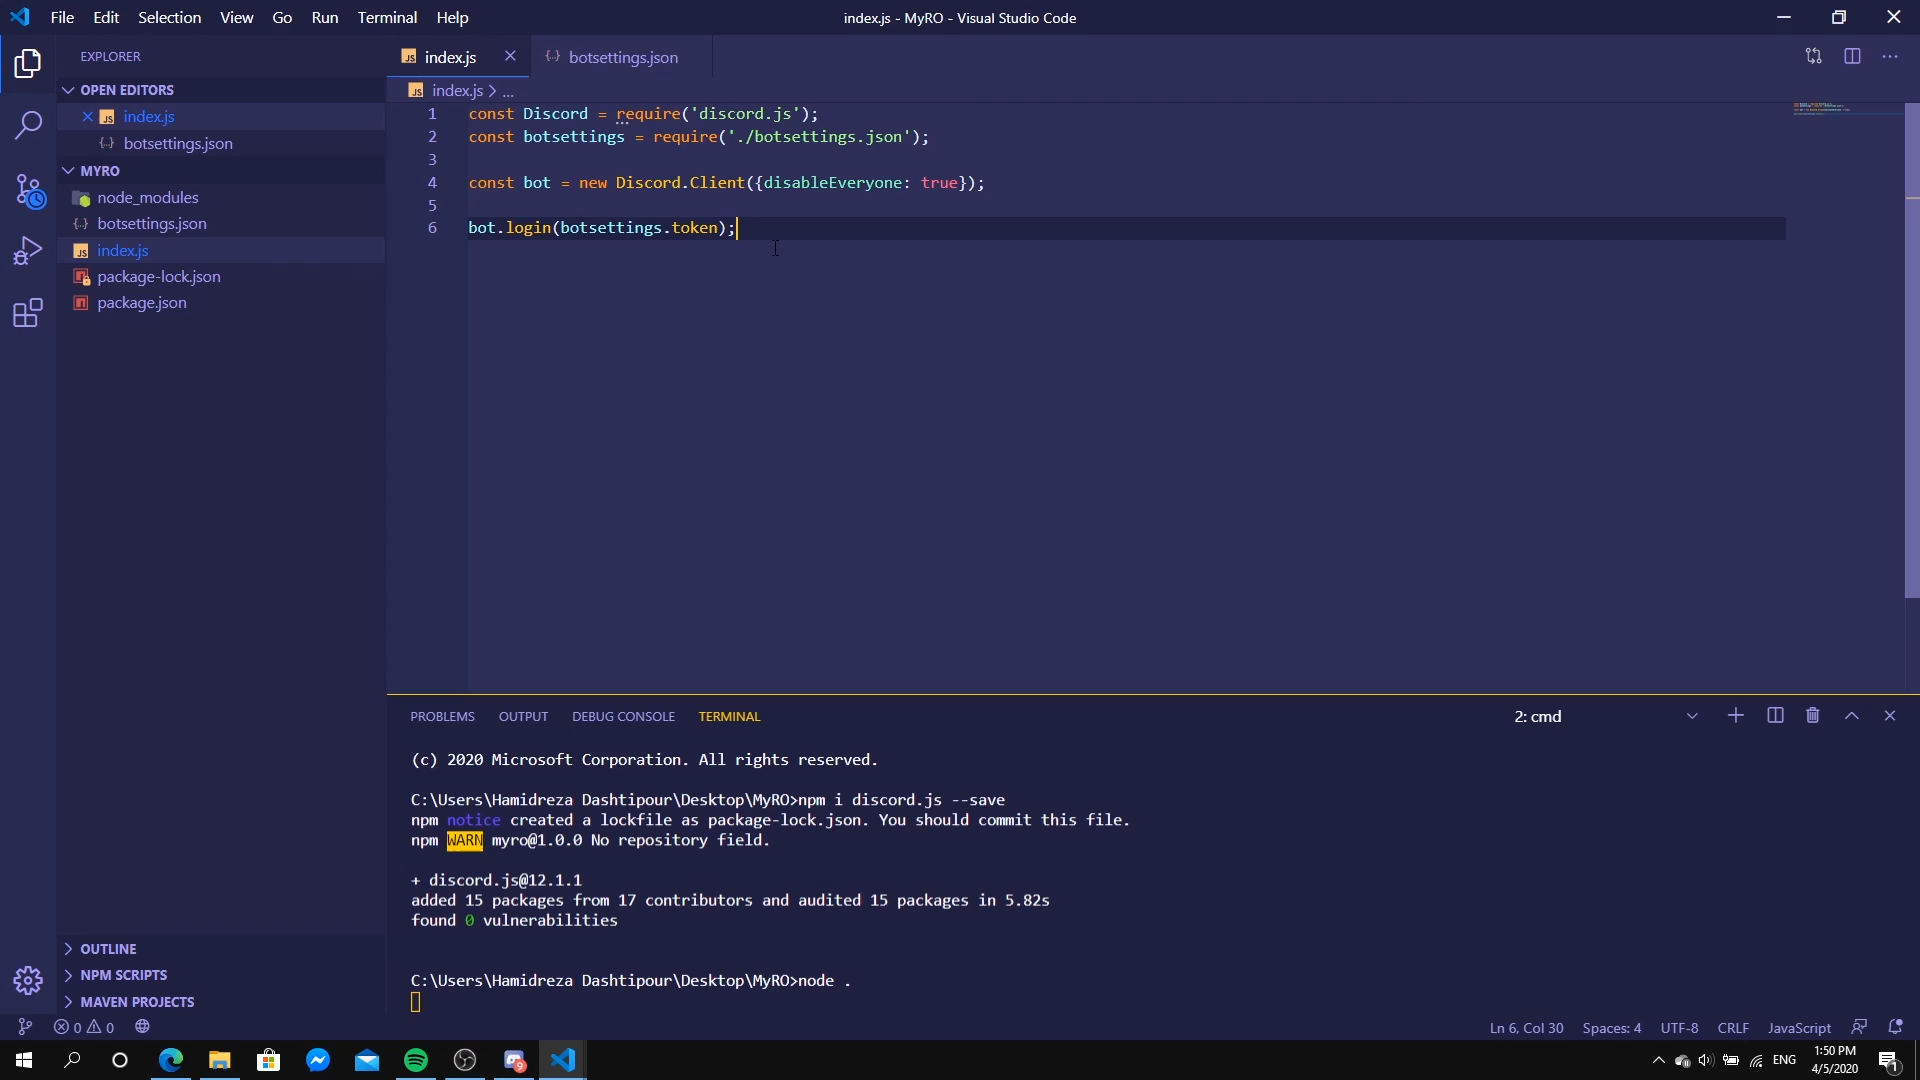 File Edit Selection View Go Run Terminal Help
index.js - MyRO - Visual Studio Code
EXPLORER
OPEN EDITORS
index.js
botsettings.json
MYRO
node_modules
botsettings.json
index.js
package-lock.json
package.json
OUTLINE
NPM SCRIPTS
MAVEN PROJECTS
index.js
botsettings.json
index.js > ...
1 const Discord = require('discord.js');
2 const botsettings = require('./botsettings.json');
3
4 const bot = new Discord.Client({disableEveryone: true});
5
6 bot.login(botsettings.token);
PROBLEMS OUTPUT DEBUG CONSOLE TERMINAL
2: cmd
(c) 2020 Microsoft Corporation. All rights reserved.
C:\Users\Hamidreza Dashtipour\Desktop\MyRO>npm i discord.js --save
npm notice created a lockfile as package-lock.json. You should commit this file.
npm WARN myro@1.0.0 No repository field.
+ discord.js@12.1.1
added 15 packages from 17 contributors and audited 15 packages in 5.82s
found 0 vulnerabilities
C:\Users\Hamidreza Dashtipour\Desktop\MyRO>node .
0 0
Ln 6, Col 30 Spaces: 4 UTF-8 CRLF JavaScript
9
ENG
1:50 PM
4/5/2020
1